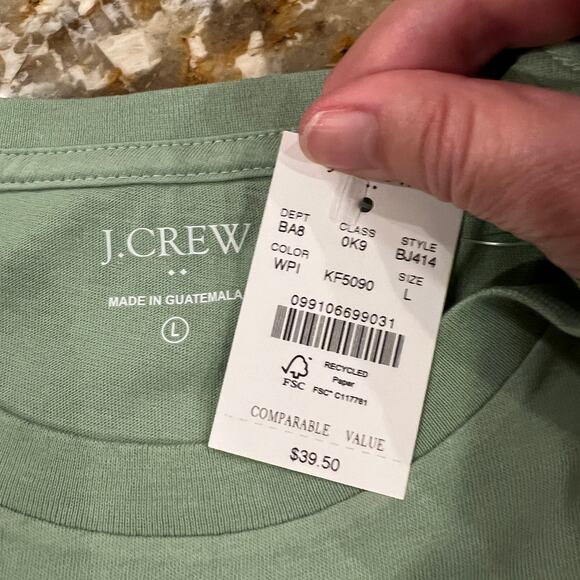 J.CREW
MADE IN GUATEMALA
L
DEPT CLASS STYLE
BA8 0K9 BJ414
COLOR SIZE
WPI KF5090 L
099106699031
RECYCLED
Paper
FSC
FSC® C117781
COMPARABLE VALUE
$39.50